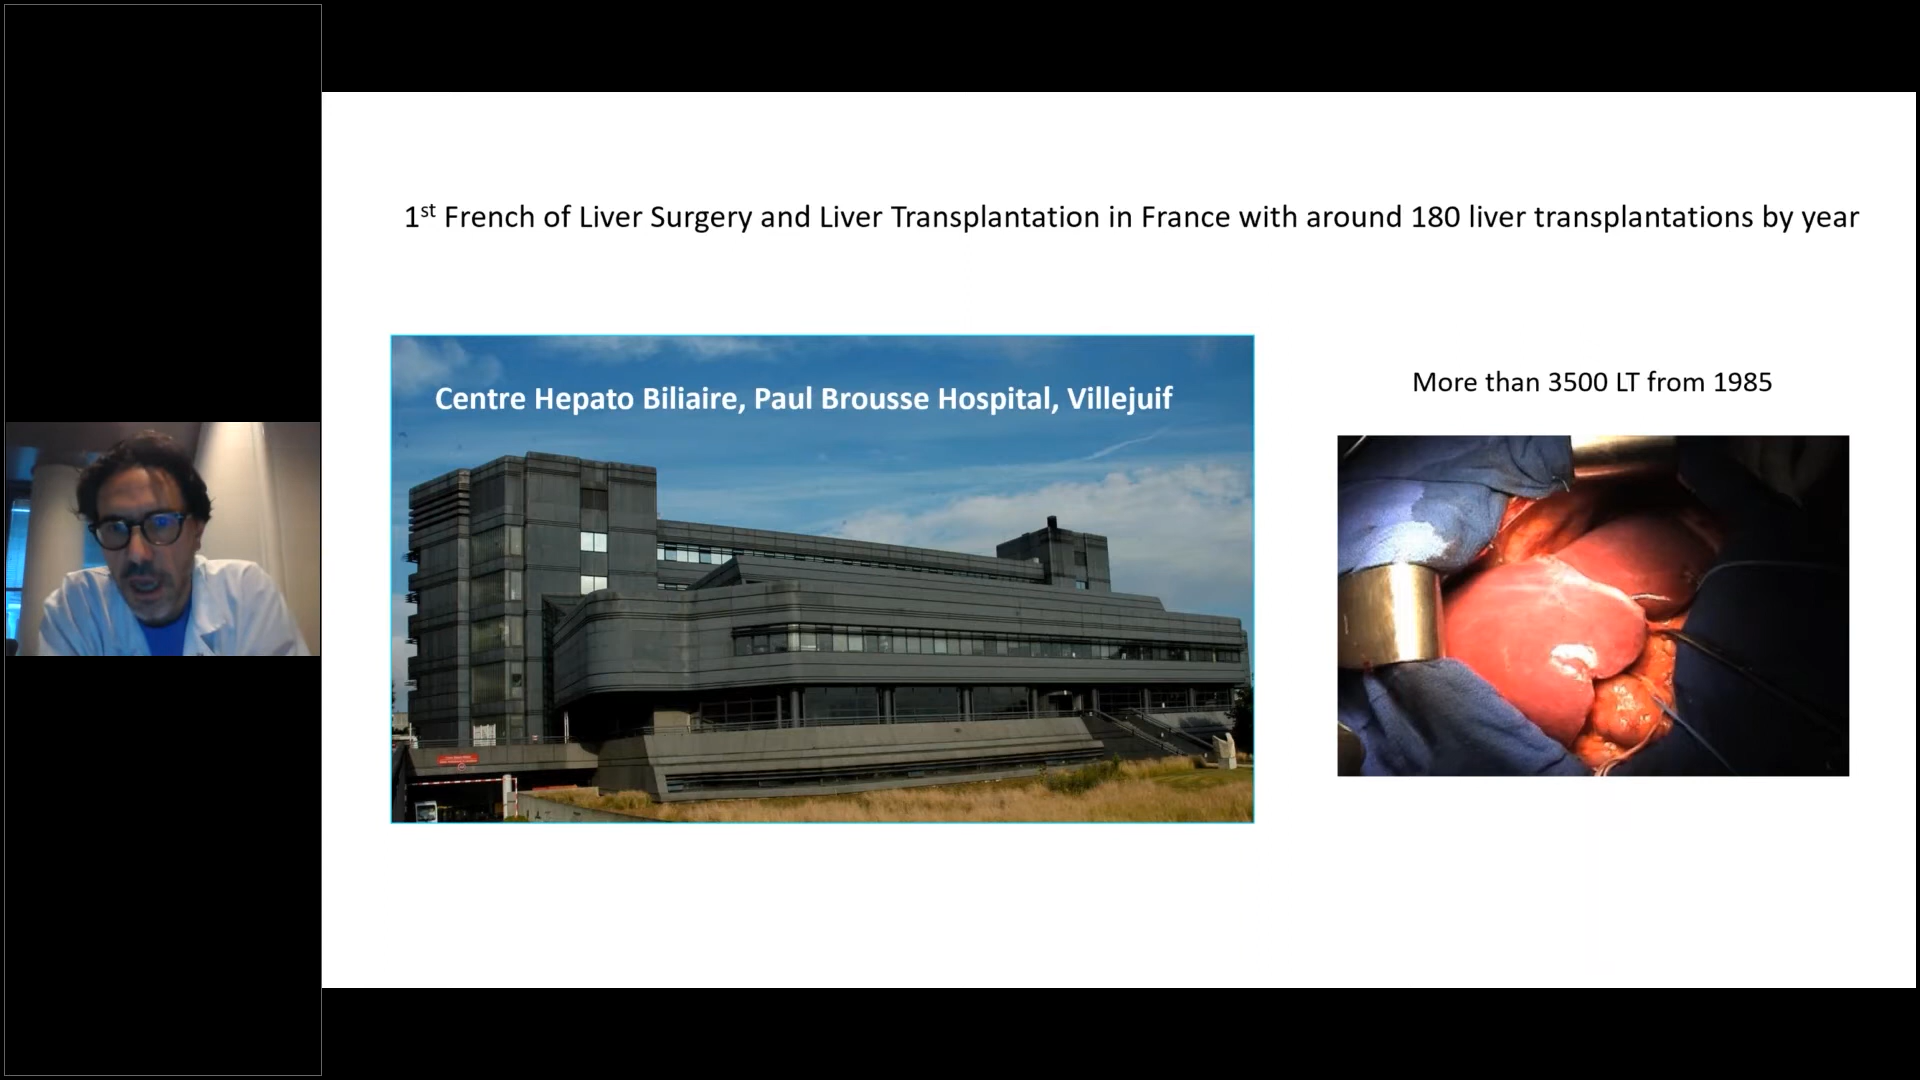 1st French of Liver Surgery and Liver Transplantation in France with around 180 liver transplantations by year
Centre Hepato Biliaire, Paul Brousse Hospital, Villejuif
More than 3500 LT from 1985